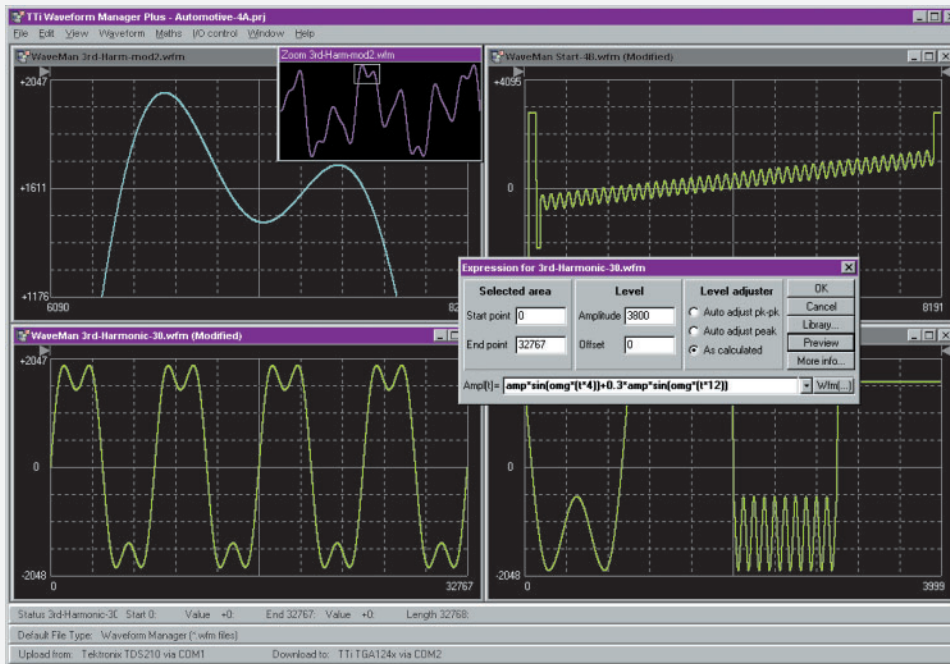 TTi Waveform Manager Plus - Automotive-4A.prj
File Edit View Waveform Maths I/O control Window Help
WaveMan 3rd-Harm-mod2.wfm
+2047
+1611
+1176
6090
Zoom 3rd-Harm-mod2.wfm
WaveMan Start-4B.wfm (Modified)
+4095
0
8191
Expression for 3rd-Harmonic-30.wfm
Selected area
Start point 0
End point 32767
Level
Amplitude 3800
Offset 0
Level adjuster
Auto adjust pk-pk
Auto adjust peak
As calculated
OK
Cancel
Library...
Preview
More info...
Ampl[t]= amp*sin(omg*(t*4))+0.3*amp*sin(omg*(t*12)) Wfm(...)
WaveMan 3rd-Harmonic-30.wfm (Modified)
+2047
0
-2048
0 32767
-2048
0 3999
Status 3rd-Harmonic-30 Start 0: Value +0: End 32767: Value +0: Length 32768:
Default File Type: Waveform Manager (*.wfm files)
Upload from: Tektronix TDS210 via COM1 Download to: TTi TGA124x via COM2